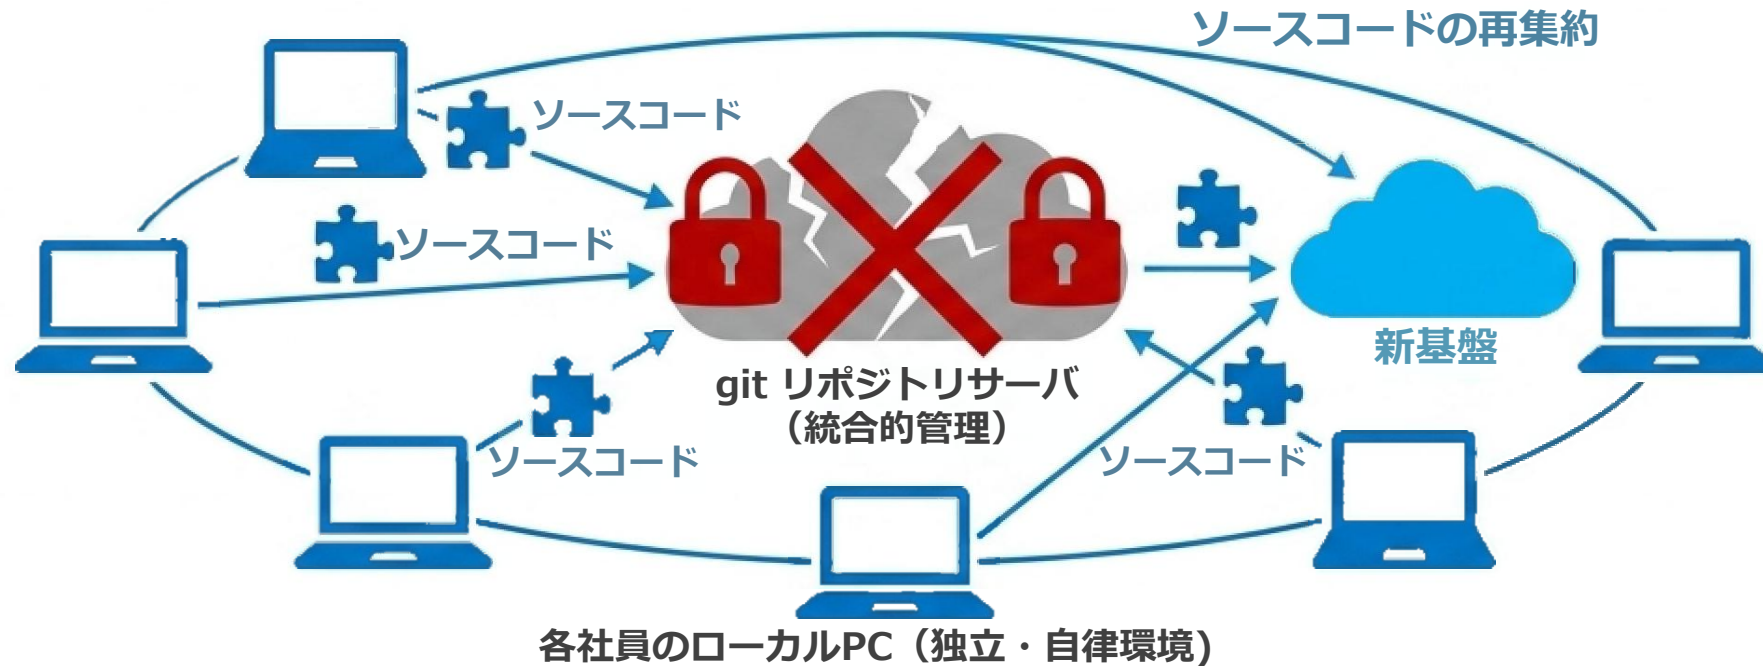 ソースコードの再集約
ソースコード
ソースコード
新基盤
git リポジトリサーバ
（統合的管理）
ソースコード
ソースコード
各社員のローカルPC（独立・自律環境)